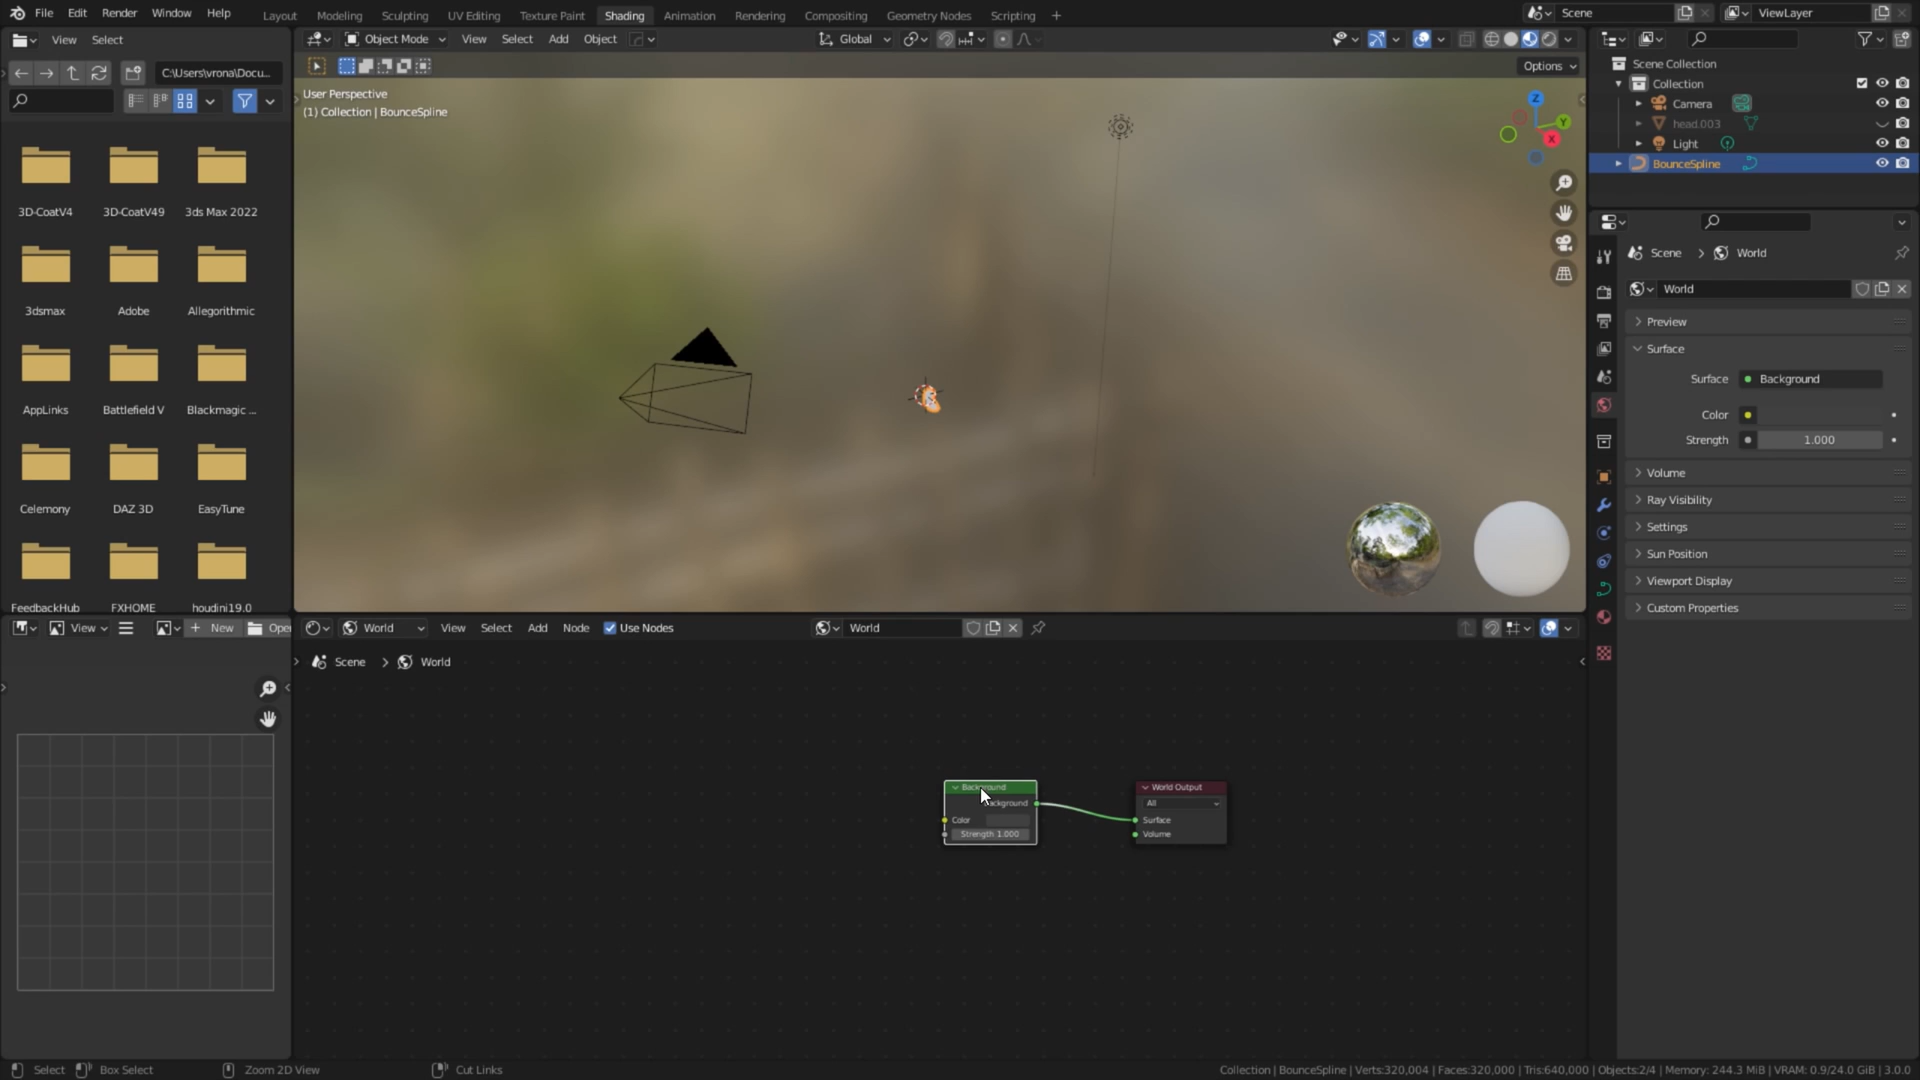 File Edit Render Window Help
Layout Modeling Sculpting UV Editing Texture Paint Shading Animation Rendering Compositing Geometry Nodes Scripting +
Scene
ViewLayer
View Select
C:\Users\vrona\Docu...
3D-CoatV4 3D-CoatV49 3ds Max 2022
3dsmax Adobe Allegorithmic
AppLinks Battlefield V Blackmagic ...
Celemony DAZ 3D EasyTune
FeedbackHub FXHOME houdini19.0
View
New
Open
Object Mode View Select Add Object
Global
Options
User Perspective
(1) Collection | BounceSpline
Z
Y
X
World View Select Add Node Use Nodes
World
Scene > World
Background
Background
Color
Strength 1.000
World Output
All
Surface
Volume
Scene Collection
Collection
Camera
head.003
Light
BounceSpline
Scene > World
World
Preview
Surface
Surface Background
Color
Strength 1.000
Volume
Ray Visibility
Settings
Sun Position
Viewport Display
Custom Properties
Select Box Select Zoom 2D View Cut Links
Collection | BounceSpline | Verts:320,004 | Faces:320,000 | Tris:640,000 | Objects:2/4 | Memory: 244.3 MiB | VRAM: 0.9/24.0 GiB | 3.0.0